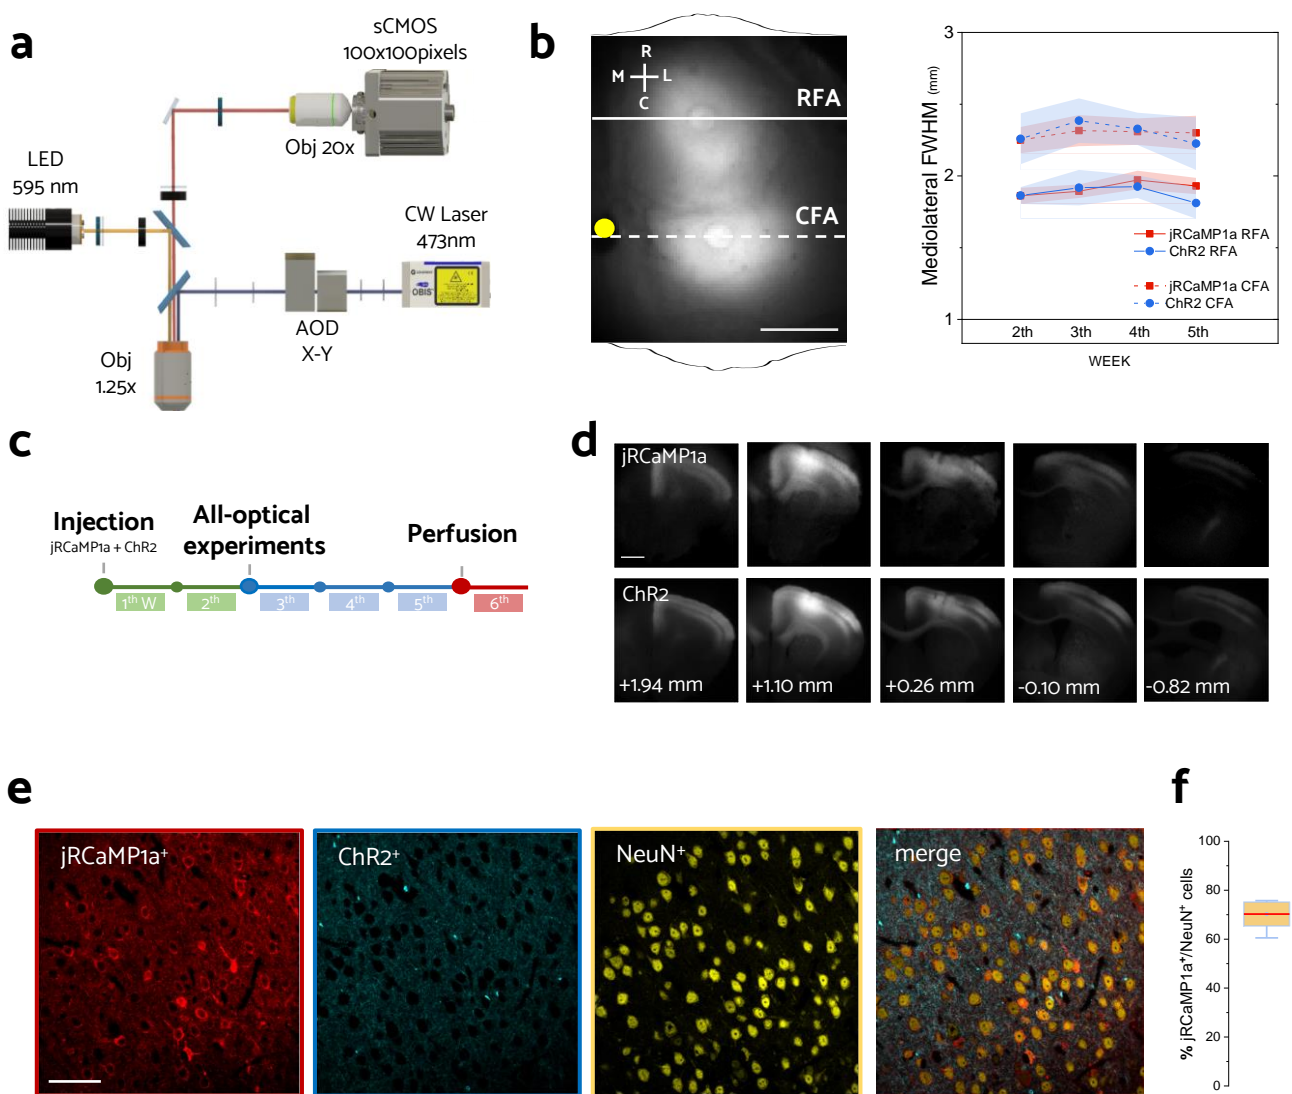 a
sCMOS
100x100pixels
Obj 20x
LED
595 nm
CW Laser
473nm
OBIS
AOD
X-Y
Obj
1.25x
b
R
M
L
C
RFA
CFA
Mediolateral FWHM (mm)
3
2
1
jRCaMP1a RFA
ChR2 RFA
jRCaMP1a CFA
ChR2 CFA
2th
3th
4th
5th
WEEK
c
Injection
jRCaMP1a + ChR2
All-optical
experiments
Perfusion
1th W
2th
3th
4th
5th
6th
d
jRCaMP1a
ChR2
+1.94 mm
+1.10 mm
+0.26 mm
-0.10 mm
-0.82 mm
e
jRCaMP1a+
ChR2+
NeuN+
merge
f
% jRCaMP1a+/NeuN+ cells
100
80
60
40
20
0